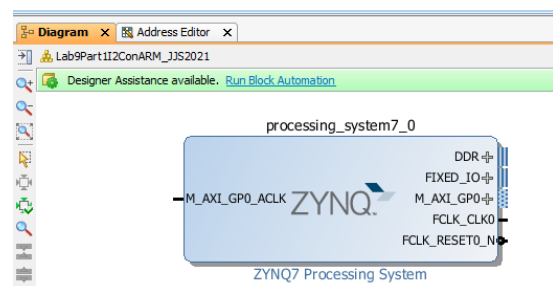 Diagram × Address Editor ×
Lab9Part1I2ConARM_JJS2021
Designer Assistance available. Run Block Automation
processing_system7_0
DDR
FIXED_IO
M_AXI_GP0_ACLK ZYNQ. M_AXI_GP0
FCLK_CLK0
FCLK_RESET0_N
ZYNQ7 Processing System